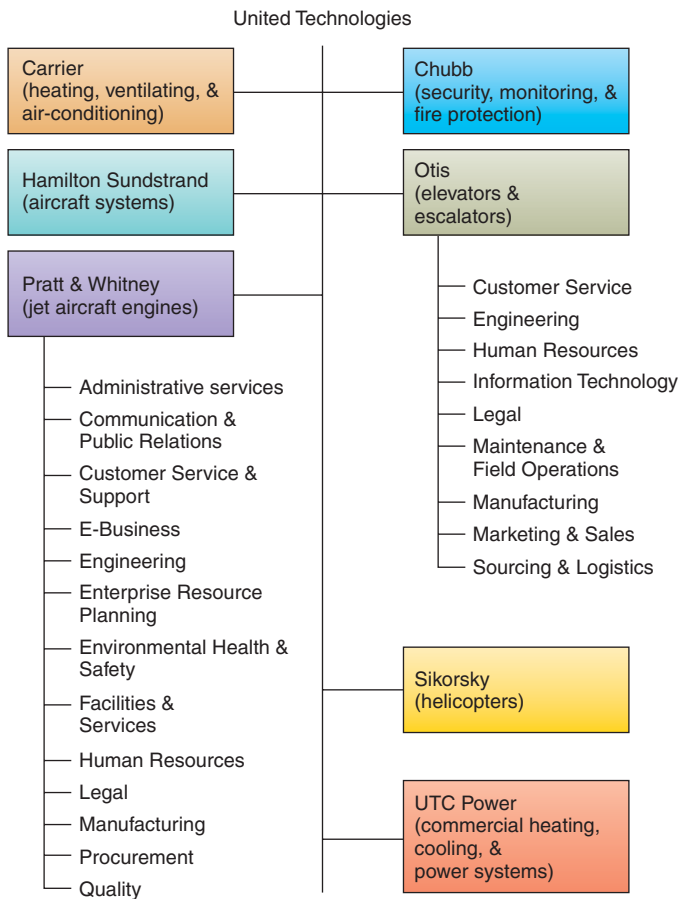 United Technologies
Carrier
(heating, ventilating, &
air-conditioning)
Hamilton Sundstrand
(aircraft systems)
Pratt & Whitney
(jet aircraft engines)
Administrative services
Communication &
Public Relations
Customer Service &
Support
E-Business
Engineering
Enterprise Resource
Planning
Environmental Health &
Safety
Facilities &
Services
Human Resources
Legal
Manufacturing
Procurement
Quality
Chubb
(security, monitoring, &
fire protection)
Otis
(elevators &
escalators)
Customer Service
Engineering
Human Resources
Information Technology
Legal
Maintenance &
Field Operations
Manufacturing
Marketing & Sales
Sourcing & Logistics
Sikorsky
(helicopters)
UTC Power
(commercial heating,
cooling, &
power systems)